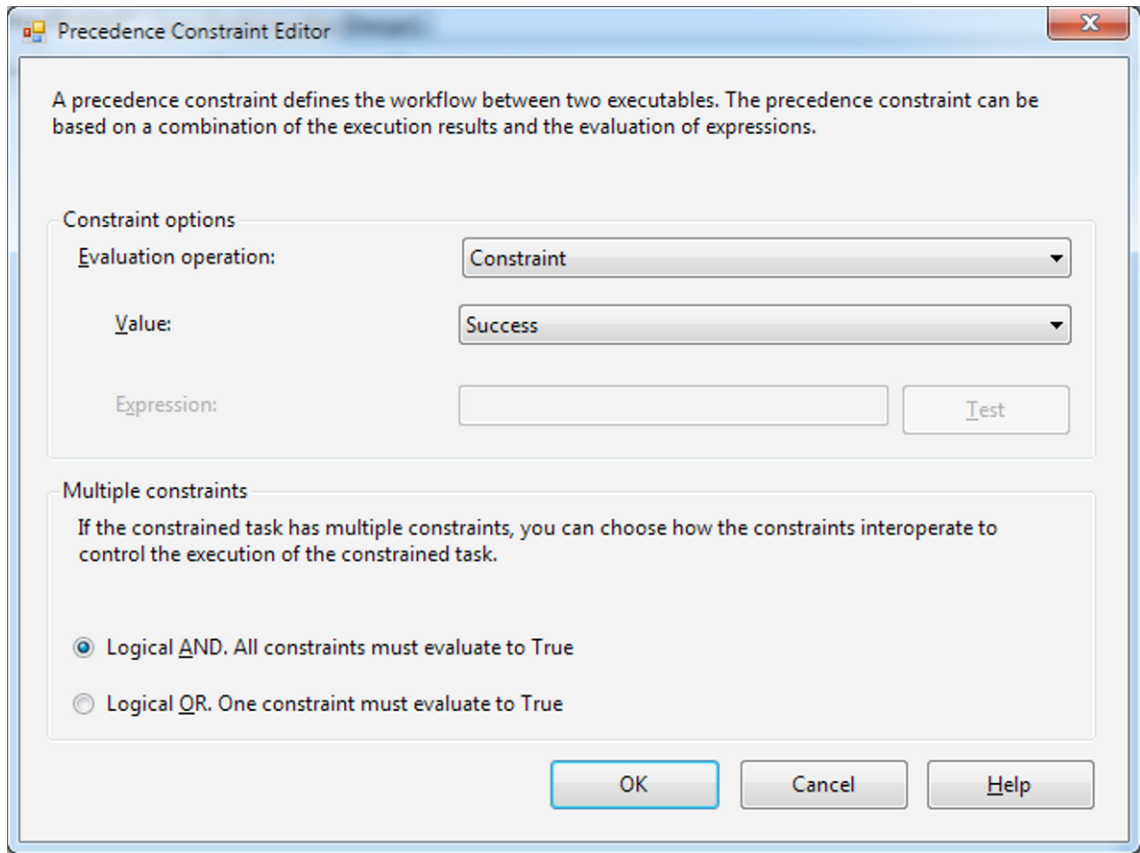 Precedence Constraint Editor
A precedence constraint defines the workflow between two executables. The precedence constraint can be
based on a combination of the execution results and the evaluation of expressions.
Constraint options
Evaluation operation:
Constraint
Value:
Success
Expression:
Test
Multiple constraints
If the constrained task has multiple constraints, you can choose how the constraints interoperate to
control the execution of the constrained task.
Logical AND. All constraints must evaluate to True
Logical OR. One constraint must evaluate to True
OK
Cancel
Help